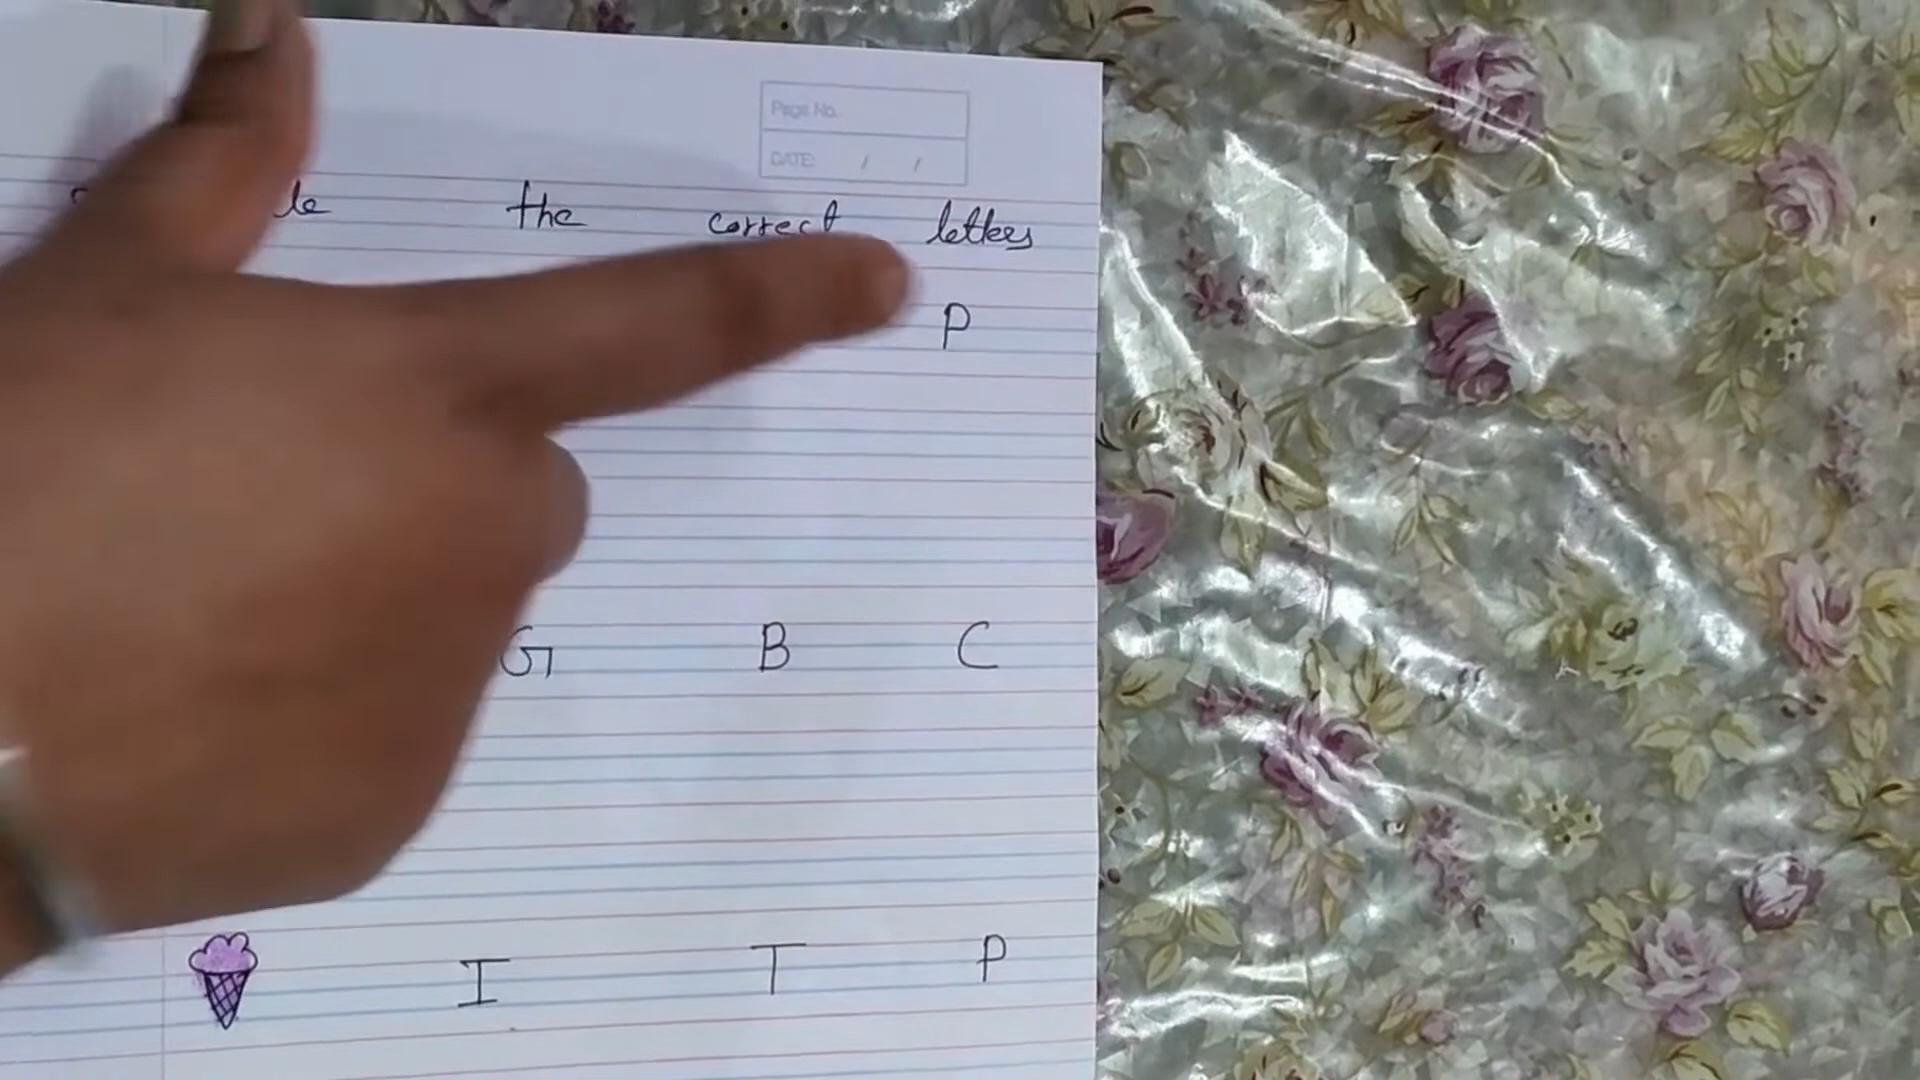 Page No.
DATE: / /
the correct letters
P
G B C
I T P